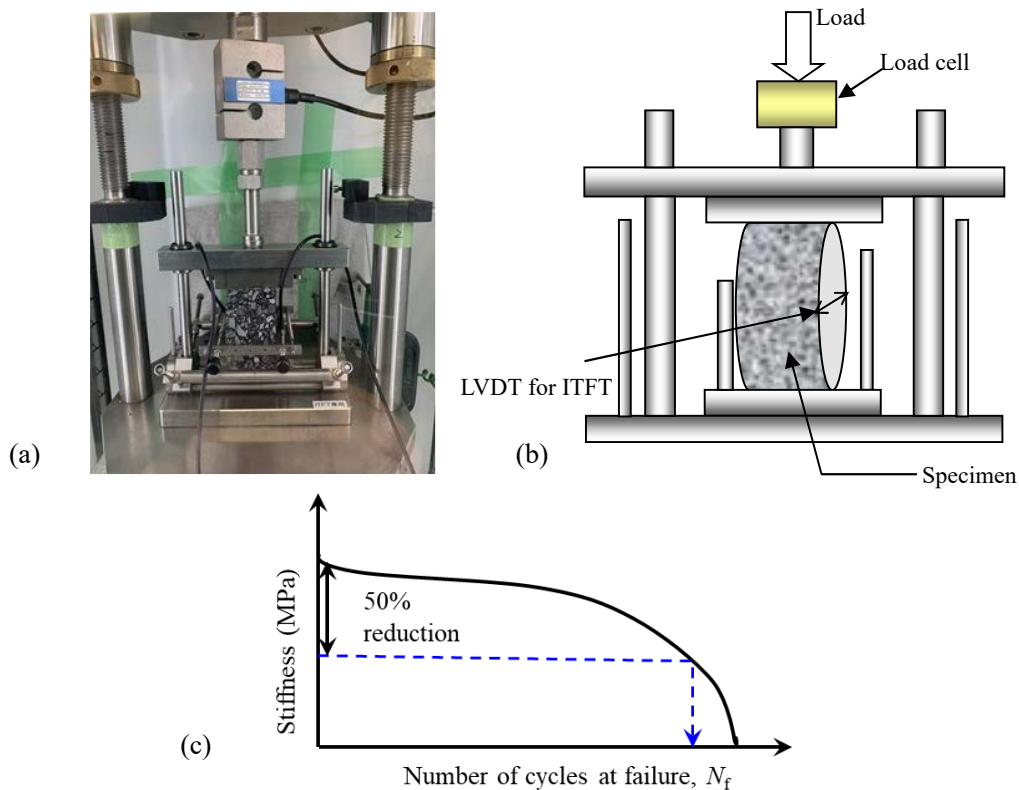 Load
Load cell
LVDT for ITFT
(a)
(b)
Specimen
Stiffness (MPa)
50%
reduction
(c)
Number of cycles at failure, Nf